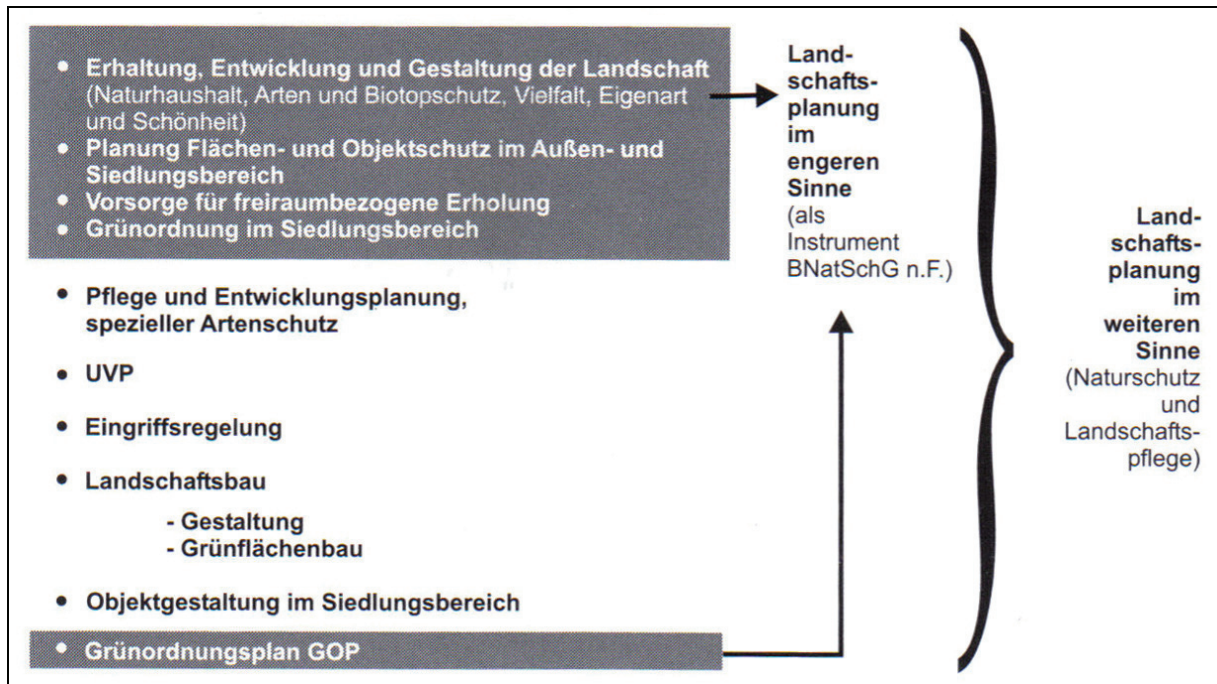 • Erhaltung, Entwicklung und Gestaltung der Landschaft
(Naturhaushalt, Arten und Biotopschutz, Vielfalt, Eigenart
und Schönheit)
• Planung Flächen- und Objektschutz im Außen- und
Siedlungsbereich
• Vorsorge für freiraumbezogene Erholung
• Grünordnung im Siedlungsbereich
• Pflege und Entwicklungsplanung,
spezieller Artenschutz
• UVP
• Eingriffsregelung
• Landschaftsbau
- Gestaltung
- Grünflächenbau
• Objektgestaltung im Siedlungsbereich
• Grünordnungsplan GOP
Land-
schafts-
planung
im
engeren
Sinne
(als
Instrument
BNatSchG n.F.)
Land-
schafts-
planung
im
weiteren
Sinne
(Naturschutz
und
Landschafts-
pflege)